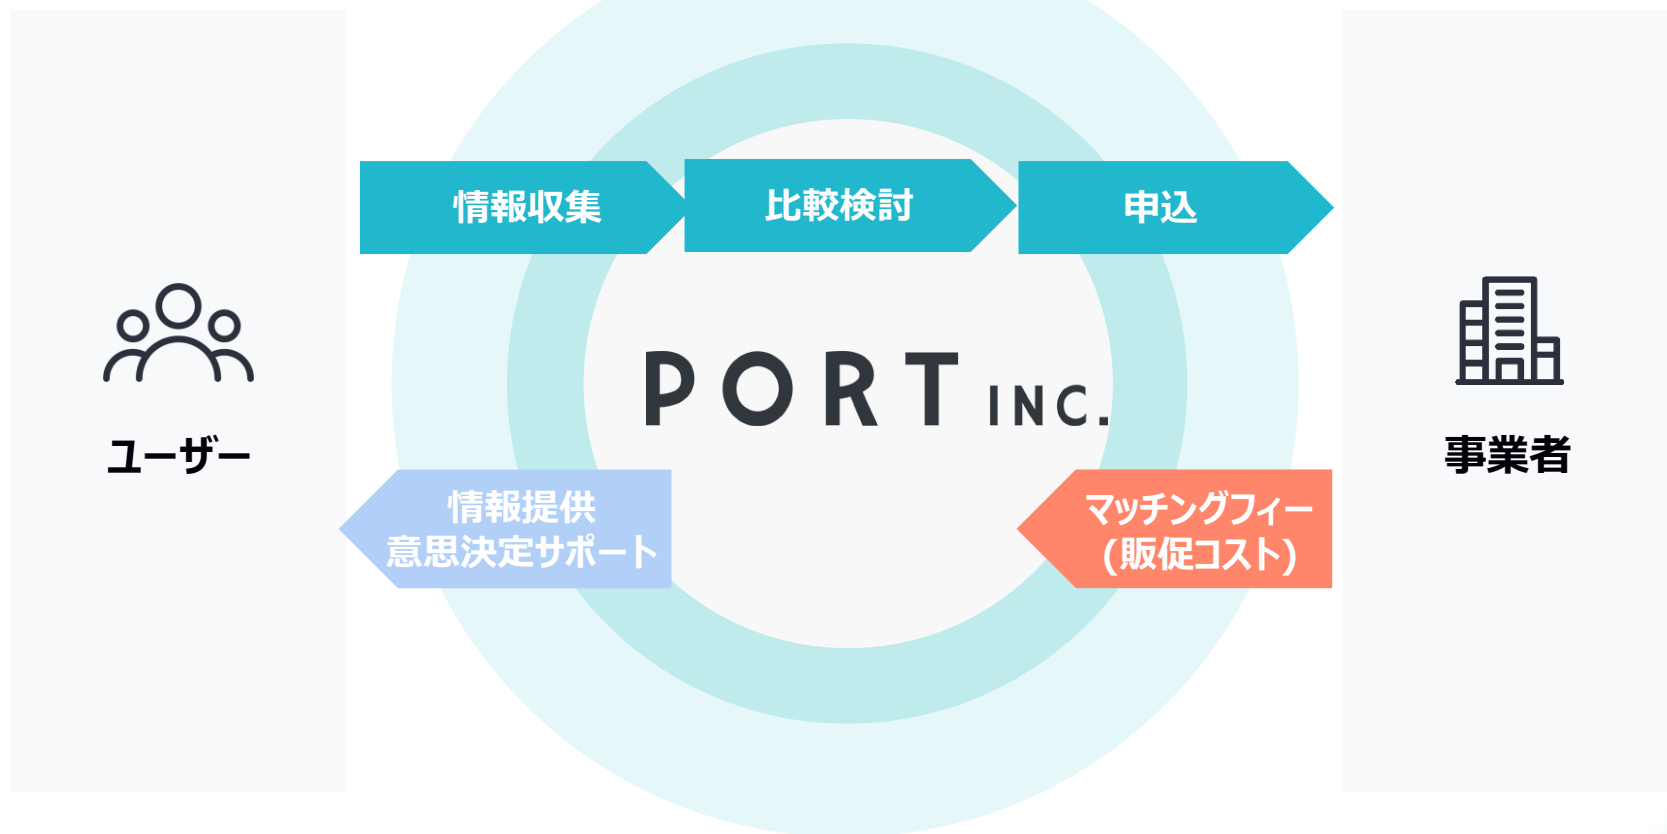 情報収集
比較検討
申込
PORT INC.
ユーザー
事業者
情報提供
意思決定サポート
マッチングフィー
(販促コスト)